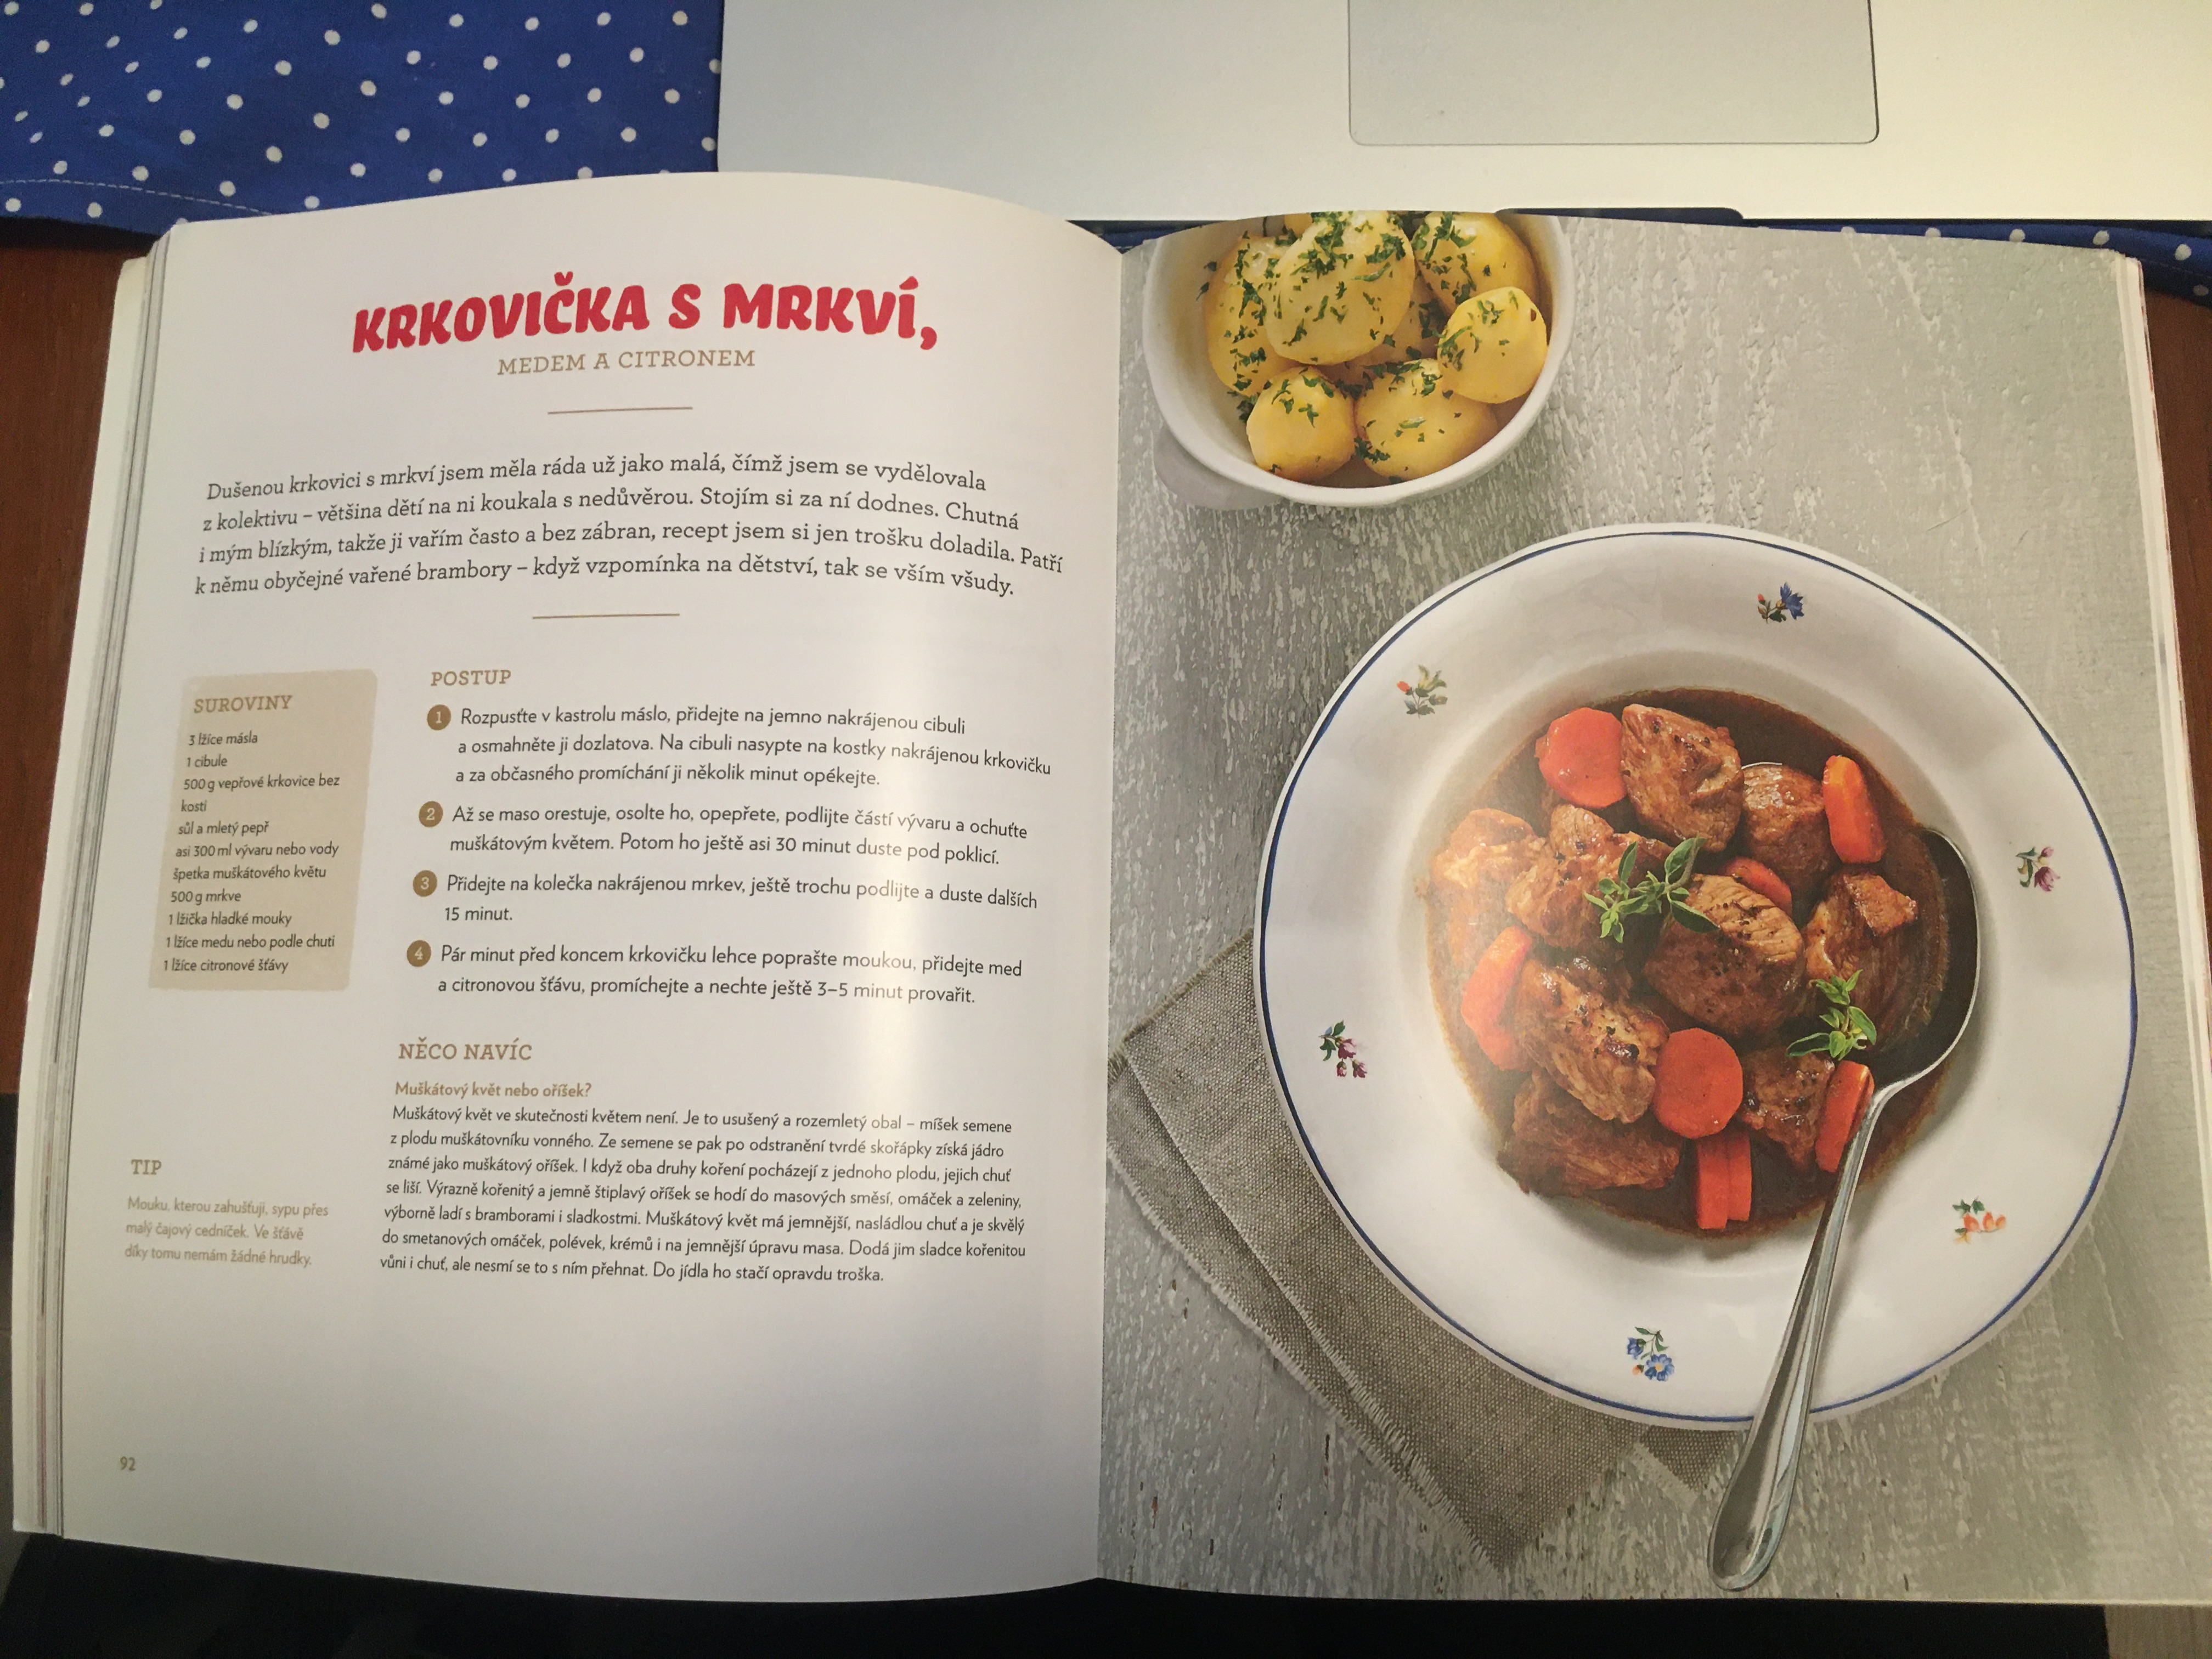 KRKOVIČKA S MRKVÍ,
MEDEM A CITRONEM
Dušenou krkovici s mrkví jsem měla ráda už jako malá, čímž jsem se vydělovala
z kolektivu – většina dětí na ni koukala s nedůvěrou. Stojím si za ní dodnes. Chutná
i mým blízkým, takže ji vařím často a bez zábran, recept jsem si jen trošku doladila. Patří
k němu obyčejné vařené brambory – když vzpomínka na dětství, tak se vším všudy.
SUROVINY
3 lžíce másla
1 cibule
500 g vepřové krkovice bez
kosti
sůl a mletý pepř
asi 300 ml vývaru nebo vody
špetka muškátového květu
500 g mrkve
1 lžička hladké mouky
1 lžíce medu nebo podle chuti
1 lžíce citronové šťávy
TIP
Mouku, kterou zahušťuji, sypu přes
malý čajový cedníček. Ve šťávě
díky tomu nemám žádné hrudky.
POSTUP
1 Rozpusťte v kastrolu máslo, přidejte na jemno nakrájenou cibuli
a osmahněte ji dozlatova. Na cibuli nasypte na kostky nakrájenou krkovičku
a za občasného promíchání ji několik minut opékejte.
2 Až se maso orestuje, osolte ho, opepřete, podlijte částí vývaru a ochuťte
muškátovým květem. Potom ho ještě asi 30 minut duste pod poklicí.
3 Přidejte na kolečka nakrájenou mrkev, ještě trochu podlijte a duste dalších
15 minut.
4 Pár minut před koncem krkovičku lehce poprašte moukou, přidejte med
a citronovou šťávu, promíchejte a nechte ještě 3–5 minut provařit.
NĚCO NAVÍC
Muškátový květ nebo oříšek?
Muškátový květ ve skutečnosti květem není. Je to usušený a rozemletý obal – míšek semene
z plodu muškátovníku vonného. Ze semene se pak po odstranění tvrdé skořápky získá jádro
známé jako muškátový oříšek. I když oba druhy koření pocházejí z jednoho plodu, jejich chuť
se liší. Výrazně kořenitý a jemně štiplavý oříšek se hodí do masových směsí, omáček a zeleniny,
výborně ladí s bramborami i sladkostmi. Muškátový květ má jemnější, nasládlou chuť a je skvělý
do smetanových omáček, polévek, krémů i na jemnější úpravu masa. Dodá jim sladce kořenitou
vůni i chuť, ale nesmí se to s ním přehnat. Do jídla ho stačí opravdu troška.
92